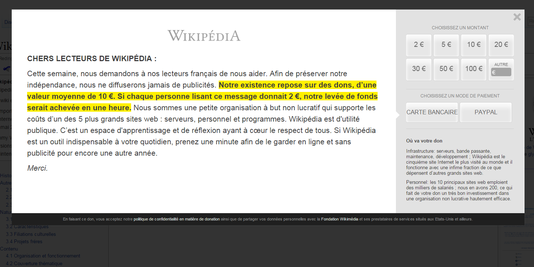 WIKIPÉDIA
CHOISISSEZ UN MONTANT
2 € 5 € 10 € 20 €
30 € 50 € 100 € AUTRE
€
CHOISISSEZ UN MODE DE PAIEMENT
CARTE BANCAIRE PAYPAL
CHERS LECTEURS DE WIKIPÉDIA :
Cette semaine, nous demandons à nos lecteurs français de nous aider. Afin de préserver notre
indépendance, nous ne diffuserons jamais de publicités. Notre existence repose sur des dons, d'une
valeur moyenne de 10 €. Si chaque personne lisant ce message donnait 2 €, notre levée de fonds
serait achevée en une heure. Nous sommes une petite organisation à but non lucratif qui supporte les
coûts d'un des 5 plus grands sites web : serveurs, personnel et programmes. Wikipédia est d'utilité
publique. C'est un espace d'apprentissage et de réflexion ayant à cœur le respect de tous. Si Wikipédia
est un outil indispensable à votre quotidien, prenez une minute afin de le garder en ligne et sans
publicité pour encore une autre année.
Merci.
Où va votre don
Infrastructure: serveurs, bande passante,
maintenance, développement : Wikipédia est le
cinquième site Internet le plus visité au monde et il
fonctionne avec une infime fraction de ce que
dépensent d'autres grands sites web.
Personnel: les 10 principaux sites web emploient
des milliers de salariés ; nous en avons 200, ce qui
fait de votre don un très bon investissement dans
une organisation non lucrative hautement efficace.
En faisant ce don, vous acceptez notre politique de confidentialité en matière de donation ainsi que de partager vos données personnelles avec la Fondation Wikimédia et ses prestataires de services situés aux États-Unis et ailleurs